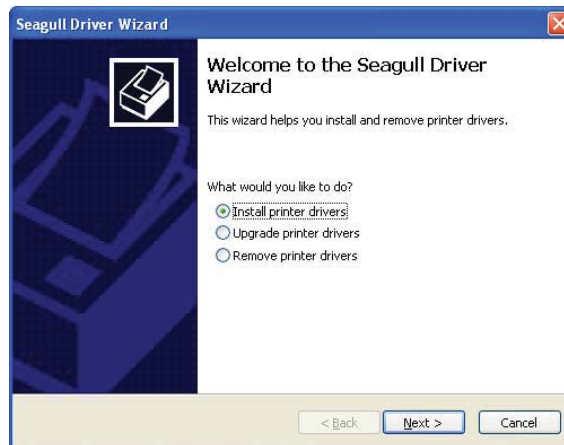 Seagull Driver Wizard
Welcome to the Seagull Driver
Wizard
This wizard helps you install and remove printer drivers.
What would you like to do?
Install printer drivers
Upgrade printer drivers
Remove printer drivers
< Back
Next >
Cancel